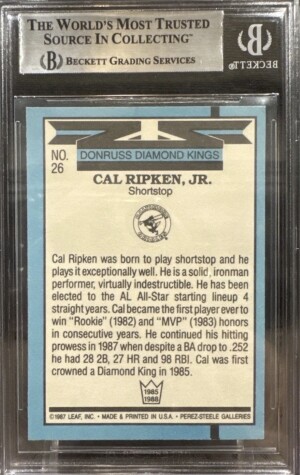 THE WORLD'S MOST TRUSTED
SOURCE IN COLLECTING™
B BECKETT GRADING SERVICES
BECKETT
NO.
26
DONRUSS DIAMOND KINGS
CAL RIPKEN, JR.
Shortstop
Cal Ripken was born to play shortstop and he
plays it exceptionally well. He is a solid, ironman
performer, virtually indestructible. He has been
elected to the AL All-Star starting lineup 4
straight years. Cal became the first player ever to
win "Rookie" (1982) and "MVP" (1983) honors
in consecutive years. He continued his hitting
prowess in 1987 when despite a BA drop to .252
he had 28 2B, 27 HR and 98 RBI. Cal was first
crowned a Diamond King in 1985.
1985
1988
©1987 LEAF, INC. • MADE & PRINTED IN U.S.A. • PEREZ-STEELE GALLERIES